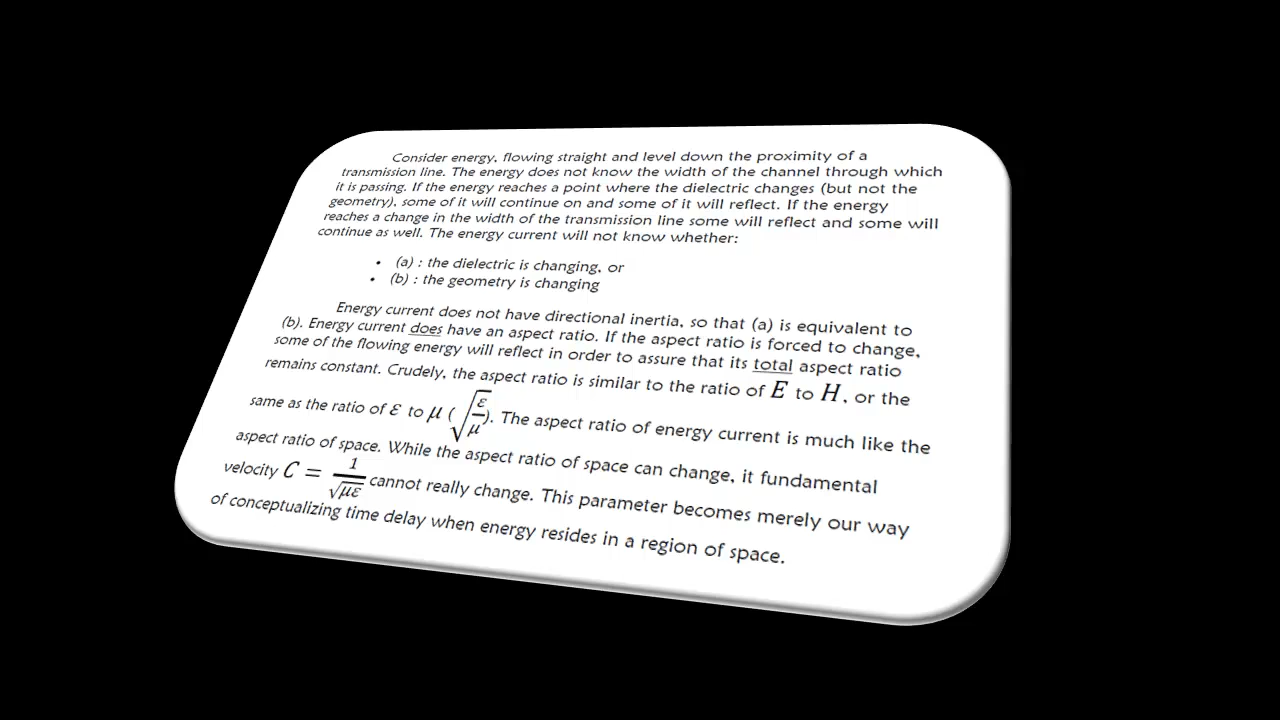 Consider energy, flowing straight and level down the proximity of a
transmission line. The energy does not know the width of the channel through which
it is passing. If the energy reaches a point where the dielectric changes (but not the
geometry), some of it will continue on and some of it will reflect. If the energy
reaches a change in the width of the transmission line some will reflect and some will
continue as well. The energy current will not know whether:
• (a) : the dielectric is changing, or
• (b) : the geometry is changing
Energy current does not have directional inertia, so that (a) is equivalent to
(b). Energy current does have an aspect ratio. If the aspect ratio is forced to change,
some of the flowing energy will reflect in order to assure that its total aspect ratio
remains constant. Crudely, the aspect ratio is similar to the ratio of E to H, or the
same as the ratio of ε to μ (√(ε/μ)). The aspect ratio of energy current is much like the
aspect ratio of space. While the aspect ratio of space can change, it fundamental
velocity C = 1/√με cannot really change. This parameter becomes merely our way
of conceptualizing time delay when energy resides in a region of space.